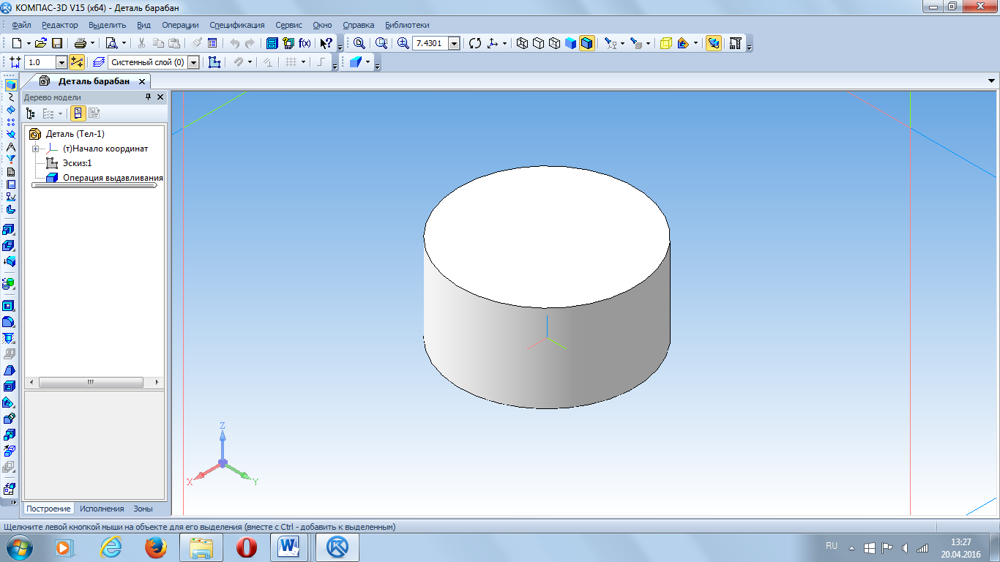 КОМПАС-3D V15 (x64) - Деталь барабан
Файл Редактор Выделить Вид Операции Спецификация Сервис Окно Справка Библиотеки
f(x) 7.4301
1.0 Системный слой (0)
Деталь барабан
Дерево модели
Деталь (Тел-1)
(т)Начало координат
Эскиз:1
Операция выдавливания
Z
X Y
Построение Исполнения Зоны
Щелкните левой кнопкой мыши на объекте для его выделения (вместе с Ctrl - добавить к выделенным)
RU 13:27
20.04.2016